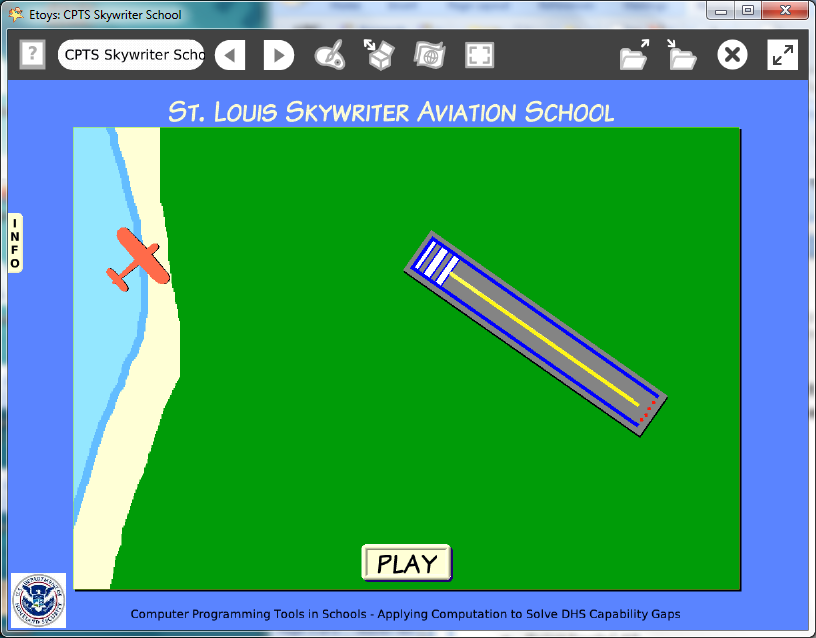 Etoys: CPTS Skywriter School
?
CPTS Skywriter Scho
St. Louis Skywriter Aviation School
INFO
PLAY
Computer Programming Tools in Schools - Applying Computation to Solve DHS Capability Gaps